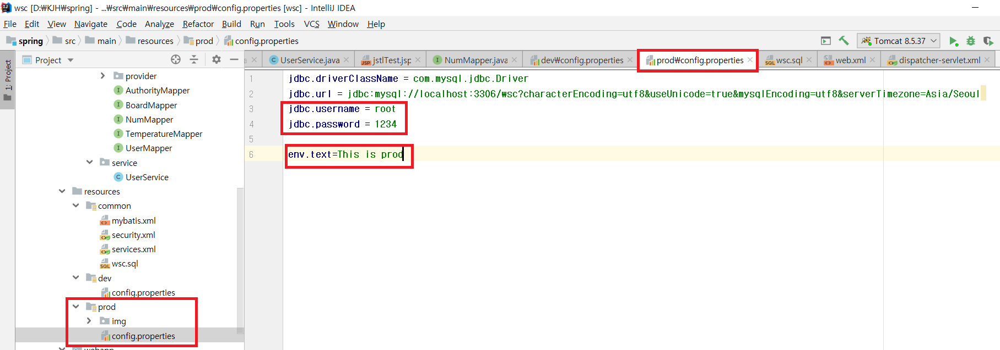 wsc [D:₩KJH₩spring] - ...₩src₩main₩resources₩prod₩config.properties [wsc] - IntelliJ IDEA
File Edit View Navigate Code Analyze Refactor Build Run Tools VCS Window Help
spring src main resources prod config.properties Tomcat 8.5.37
1: Project
Project
a UserService.java jstlTest.jsp NumMapper.java dev₩config.properties prod₩config.properties wsc.sql web.xml dispatcher-servlet.xml
provider
AuthorityMapper
BoardMapper
NumMapper
TemperatureMapper
UserMapper
service
UserService
resources
common
mybatis.xml
security.xml
services.xml
wsc.sql
dev
config.properties
prod
img
config.properties
webapp
1 jdbc.driverClassName = com.mysql.jdbc.Driver
2 jdbc.url = jdbc:mysql://localhost:3306/wsc?characterEncoding=utf8&useUnicode=true&mysqlEncoding=utf8&serverTimezone=Asia/Seoul
3 jdbc.username = root
4 jdbc.password = 1234
5
6 env.text=This is prod